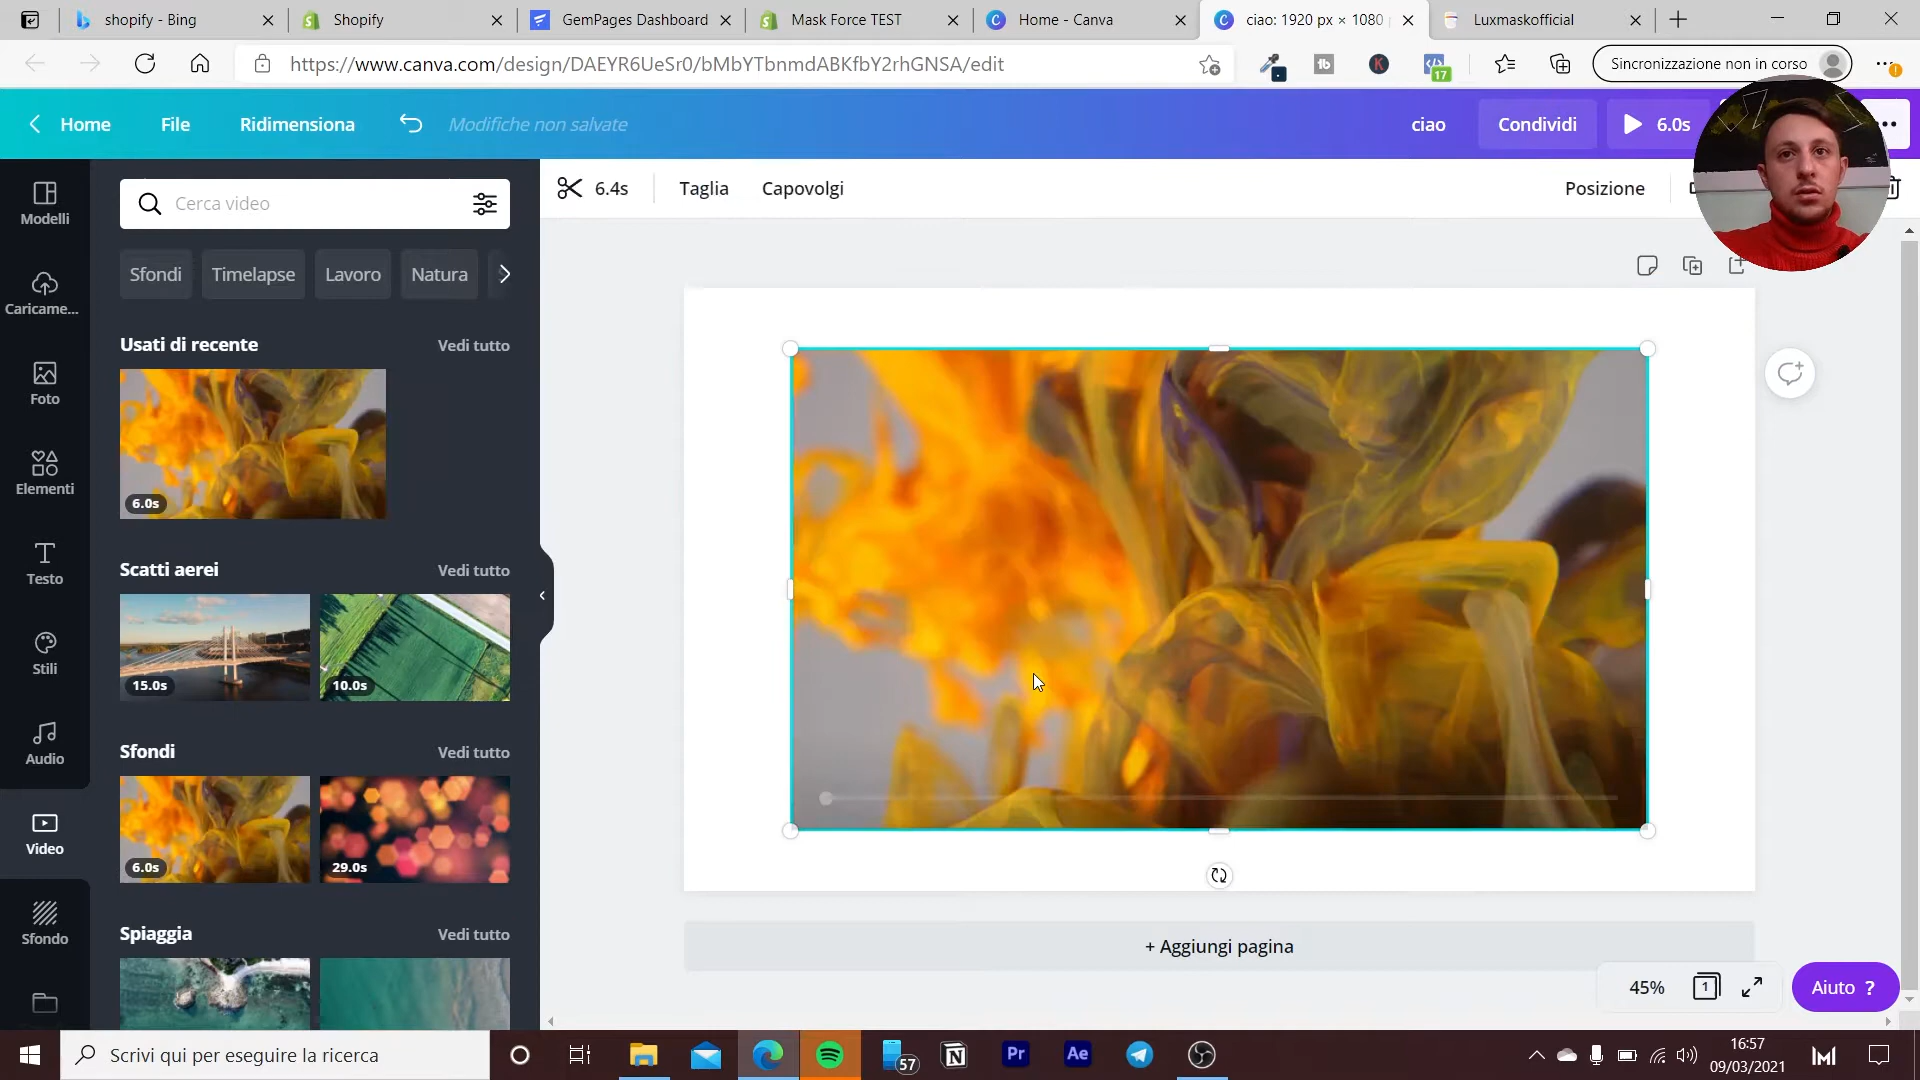 shopify - Bing
Shopify
GemPages Dashboard
Mask Force TEST
Home - Canva
ciao: 1920 px × 1080
Luxmaskofficial
https://www.canva.com/design/DAEYR6UeSr0/bMbYTbnmdABKfbY2rhGNSA/edit
17
Sincronizzazione non in corso
Home
File
Ridimensiona
Modifiche non salvate
ciao
Condividi
6.0s
Modelli
Caricame...
Foto
Elementi
Testo
Stili
Audio
Video
Sfondo
Cerca video
Sfondi
Timelapse
Lavoro
Natura
Usati di recente
Vedi tutto
6.0s
Scatti aerei
Vedi tutto
15.0s
10.0s
Sfondi
Vedi tutto
6.0s
29.0s
Spiaggia
Vedi tutto
6.4s
Taglia
Capovolgi
Posizione
+ Aggiungi pagina
45%
1
Aiuto ?
Scrivi qui per eseguire la ricerca
57
Pr
Ae
16:57
09/03/2021